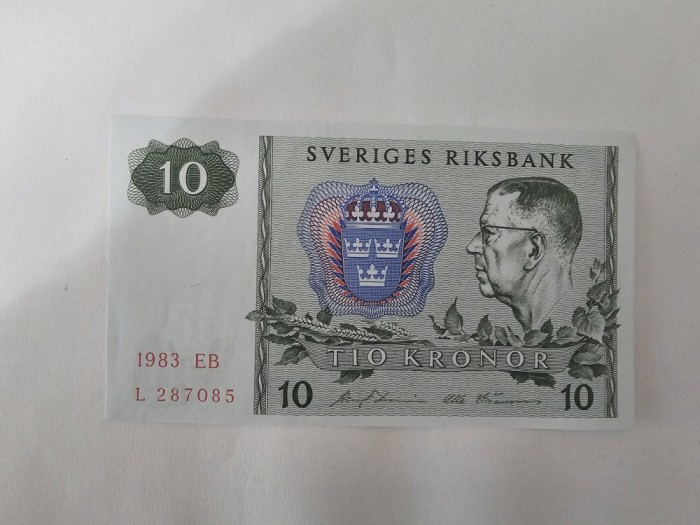 10
SVERIGES RIKSBANK
TIO KRONOR
1983 EB
L 287085
10
10